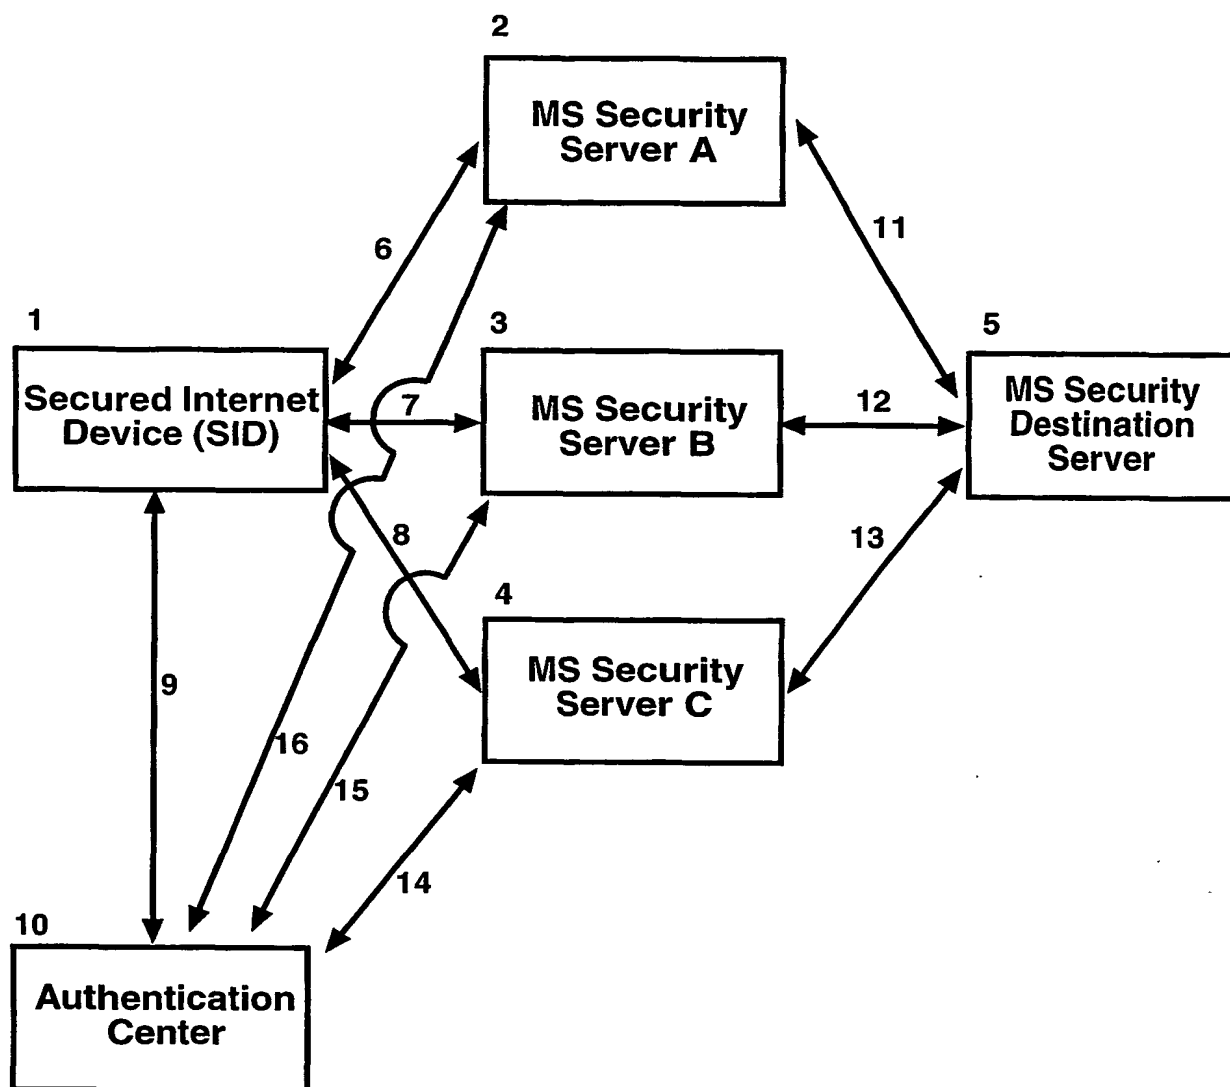 2
MS Security
Server A
6
11
1
3
5
Secured Internet
Device (SID)
7
MS Security
Server B
12
MS Security
Destination
Server
8
13
4
MS Security
Server C
9
16
15
14
10
Authentication
Center